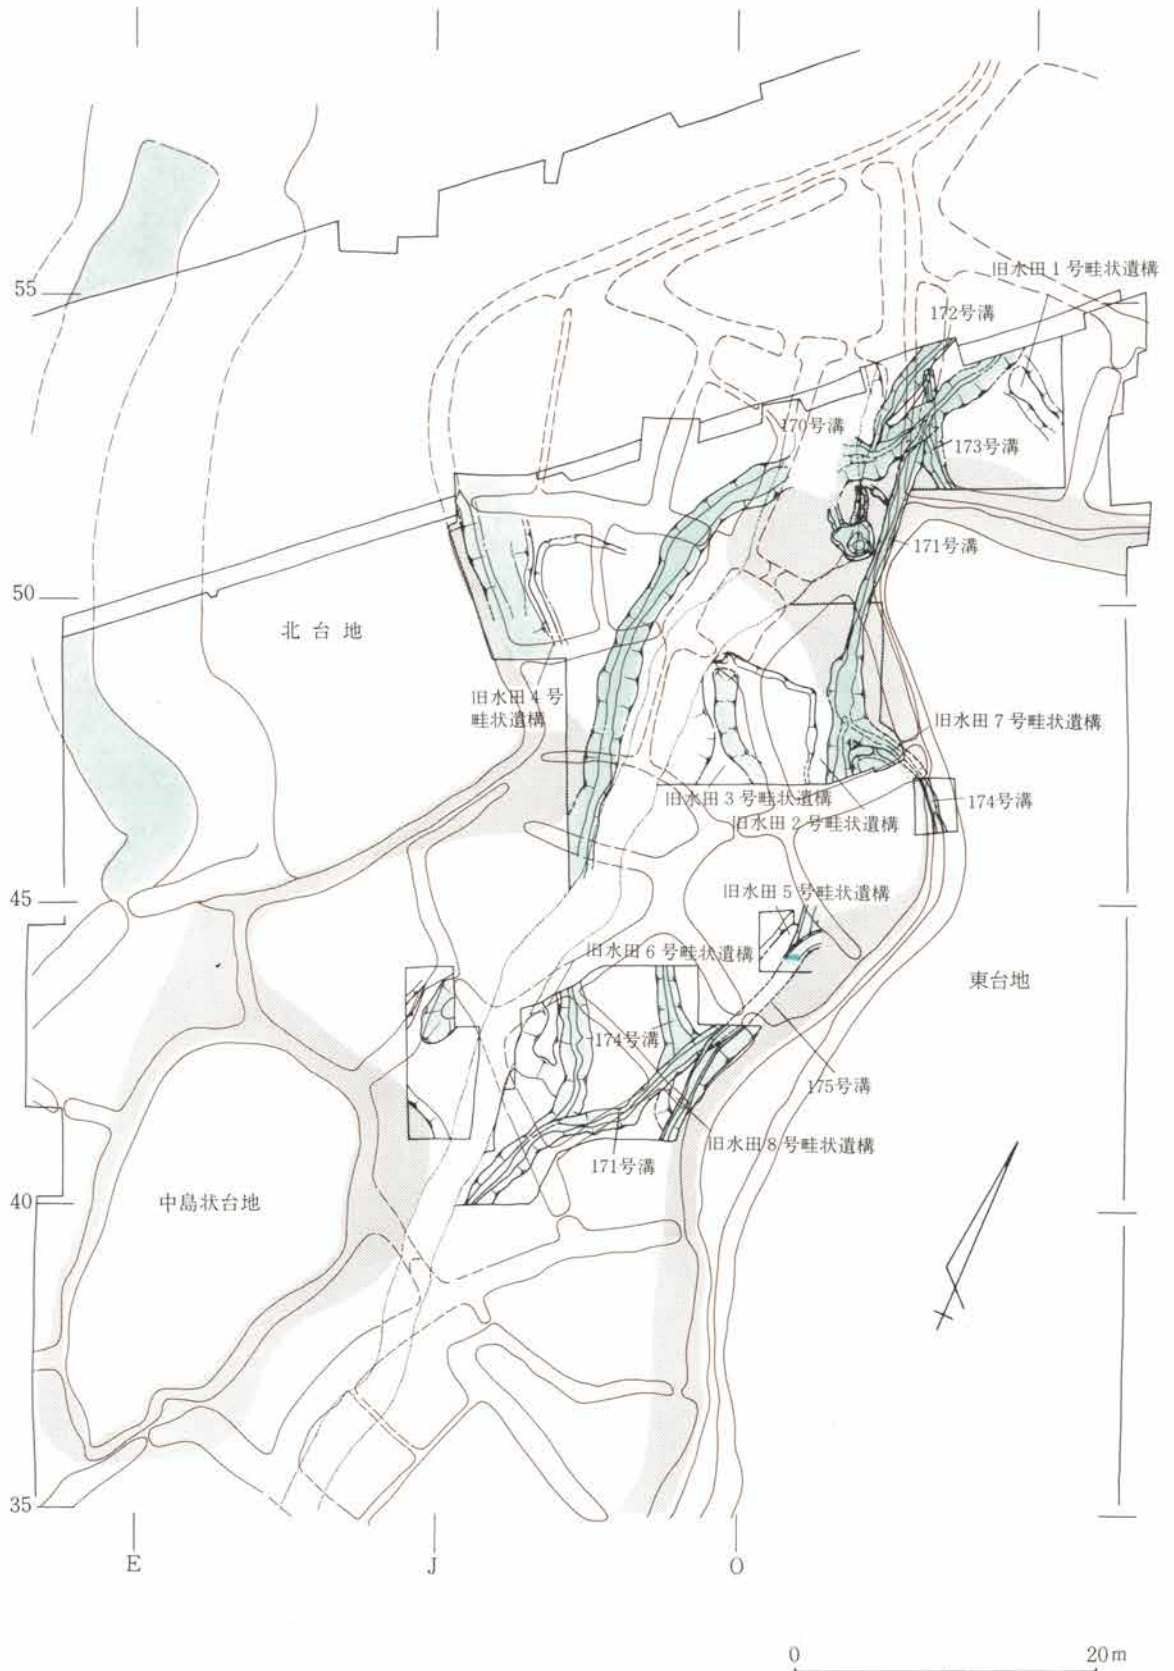 55
旧水田1号畦状遺構
172号溝
170号溝
173号溝
171号溝
50
北台地
旧水田4号
畦状遺構
旧水田7号畦状遺構
旧水田3号畦状遺構
174号溝
旧水田2号畦状遺構
45
旧水田5号畦状遺構
旧水田6号畦状遺構
東台地
174号溝
175号溝
旧水田8号畦状遺構
171号溝
40
中島状台地
35
E
J
O
0
20m